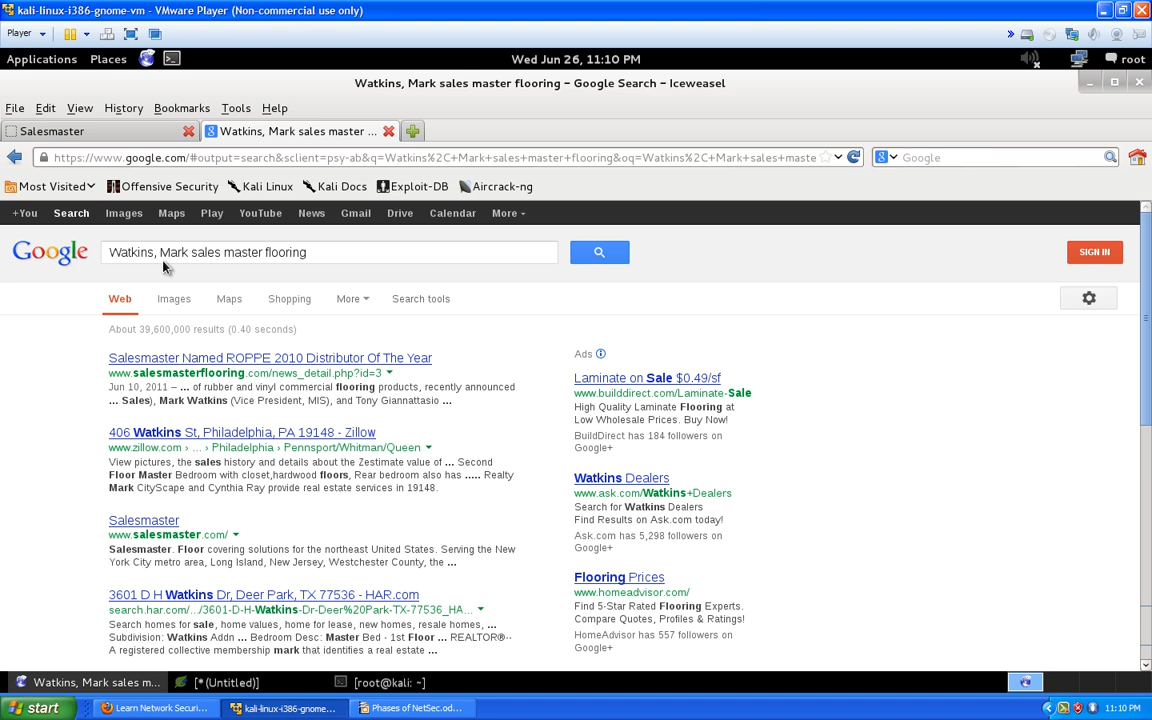 kali-linux-i386-gnome-vm - VMware Player (Non-commercial use only)
Player
Applications Places Wed Jun 26, 11:10 PM root
Watkins, Mark sales master flooring - Google Search - Iceweasel
File Edit View History Bookmarks Tools Help
Salesmaster Watkins, Mark sales master ...
https://www.google.com/#output=search&sclient=psy-ab&q=Watkins%2C+Mark+sales+master+flooring&oq=Watkins%2C+Mark+sales+maste Google
Most Visited Offensive Security Kali Linux Kali Docs Exploit-DB Aircrack-ng
+You Search Images Maps Play YouTube News Gmail Drive Calendar More
Google Watkins, Mark sales master flooring SIGN IN
Web Images Maps Shopping More Search tools
About 39,600,000 results (0.40 seconds)
Salesmaster Named ROPPE 2010 Distributor Of The Year
www.salesmasterflooring.com/news_detail.php?id=3
Jun 10, 2011 – ... of rubber and vinyl commercial flooring products, recently announced
... Sales), Mark Watkins (Vice President, MIS), and Tony Giannattasio ...
406 Watkins St, Philadelphia, PA 19148 - Zillow
www.zillow.com › ... › Philadelphia › Pennsport/Whitman/Queen
View pictures, the sales history and details about the Zestimate value of ... Second
Floor Master Bedroom with closet,hardwood floors, Rear bedroom also has ..... Realty
Mark CityScape and Cynthia Ray provide real estate services in 19148.
Salesmaster
www.salesmaster.com/
Salesmaster. Floor covering solutions for the northeast United States. Serving the New
York City metro area, Long Island, New Jersey, Westchester County, the ...
3601 D H Watkins Dr, Deer Park, TX 77536 - HAR.com
search.har.com/.../3601-D-H-Watkins-Dr-Deer%20Park-TX-77536_HA...
Search homes for sale, home values, home for lease, new homes, resale homes, ...
Subdivision: Watkins Addn ... Bedroom Desc: Master Bed - 1st Floor ... REALTOR®··
A registered collective membership mark that identifies a real estate ...
Ads
Laminate on Sale $0.49/sf
www.builddirect.com/Laminate-Sale
High Quality Laminate Flooring at
Low Wholesale Prices. Buy Now!
BuildDirect has 184 followers on
Google+
Watkins Dealers
www.ask.com/Watkins+Dealers
Search for Watkins Dealers
Find Results on Ask.com today!
Ask.com has 5,298 followers on
Google+
Flooring Prices
www.homeadvisor.com/
Find 5-Star Rated Flooring Experts.
Compare Quotes, Profiles & Ratings!
HomeAdvisor has 557 followers on
Google+
Watkins, Mark sales m... [*(Untitled)] [root@kali: ~]
start Learn Network Securi... kali-linux-i386-gnome... Phases of NetSec.od... 11:10 PM